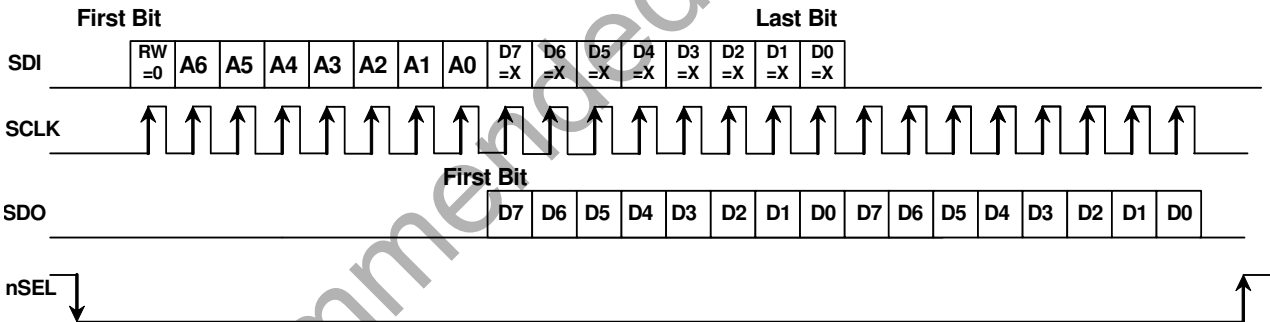 First Bit Last Bit
SDI RW =0 A6 A5 A4 A3 A2 A1 A0 D7 =X D6 =X D5 =X D4 =X D3 =X D2 =X D1 =X D0 =X
SCLK
First Bit
SDO D7 D6 D5 D4 D3 D2 D1 D0 D7 D6 D5 D4 D3 D2 D1 D0
nSEL